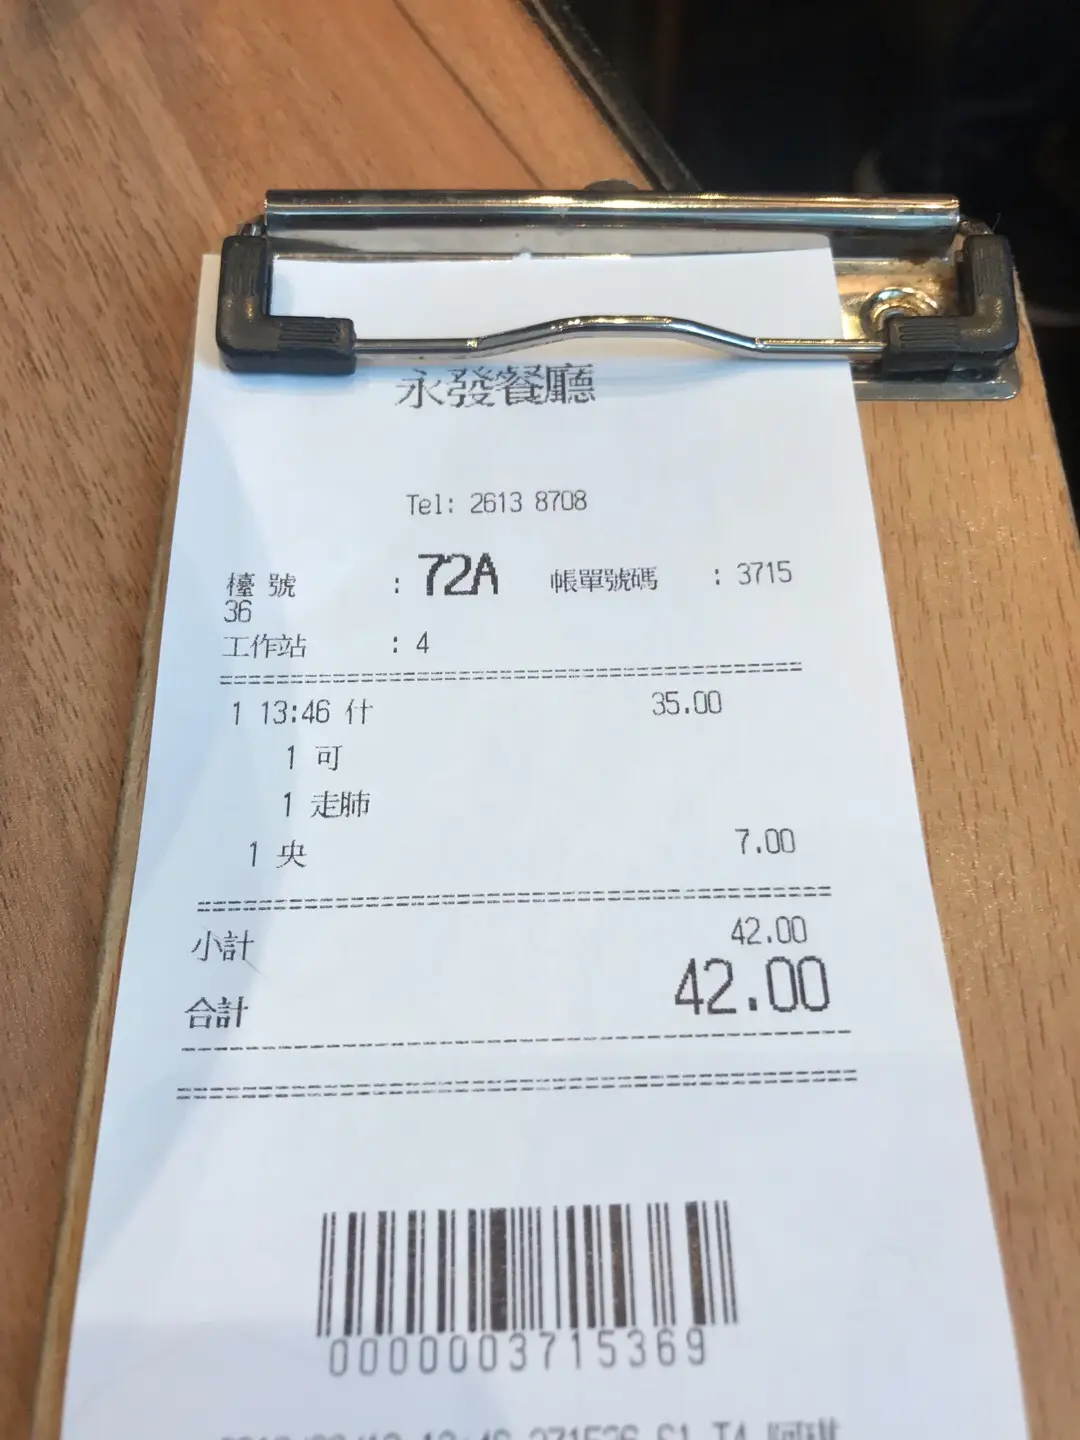 永發餐廳
Tel: 2613 8708
檯 號 : 72A 帳單號碼 : 3715
36
工作站 : 4
1 13:46 什 35.00
1 可
1 走肺
1 央 7.00
小計 42.00
合計 42.00
0000003715369